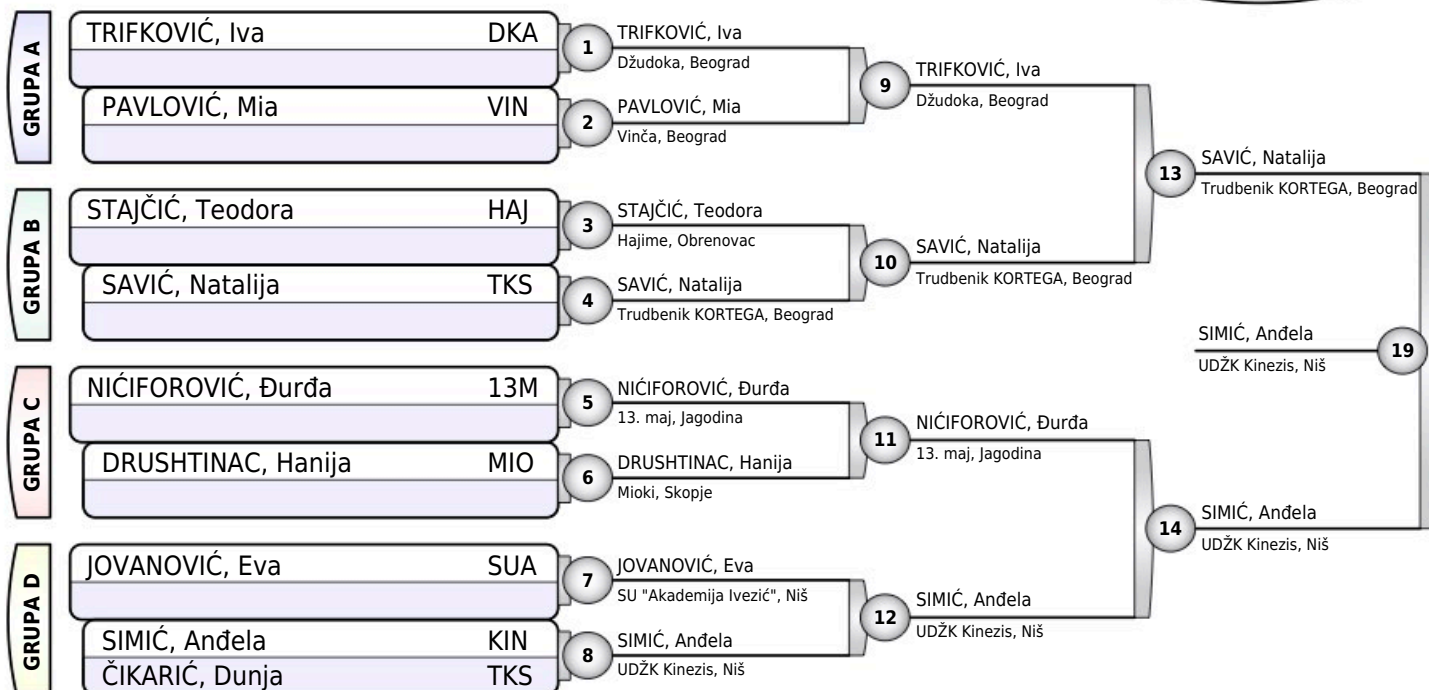 GRUPA A
TRIFKOVIĆ, Iva DKA
PAVLOVIĆ, Mia VIN
1
TRIFKOVIĆ, Iva
Džudoka, Beograd
2
PAVLOVIĆ, Mia
Vinča, Beograd
9
TRIFKOVIĆ, Iva
Džudoka, Beograd
GRUPA B
STAJČIĆ, Teodora HAJ
SAVIĆ, Natalija TKS
3
STAJČIĆ, Teodora
Hajime, Obrenovac
4
SAVIĆ, Natalija
Trudbenik KORTEGA, Beograd
10
SAVIĆ, Natalija
Trudbenik KORTEGA, Beograd
13
SAVIĆ, Natalija
Trudbenik KORTEGA, Beograd
SIMIĆ, Anđela
UDŽK Kinezis, Niš
19
GRUPA C
NIĆIFOROVIĆ, Đurđa 13M
DRUSHTINAC, Hanija MIO
5
NIĆIFOROVIĆ, Đurđa
13. maj, Jagodina
6
DRUSHTINAC, Hanija
Mioki, Skopje
11
NIĆIFOROVIĆ, Đurđa
13. maj, Jagodina
14
SIMIĆ, Anđela
UDŽK Kinezis, Niš
GRUPA D
JOVANOVIĆ, Eva SUA
SIMIĆ, Anđela KIN
ČIKARIĆ, Dunja TKS
7
JOVANOVIĆ, Eva
SU "Akademija Ivezić", Niš
8
SIMIĆ, Anđela
UDŽK Kinezis, Niš
12
SIMIĆ, Anđela
UDŽK Kinezis, Niš